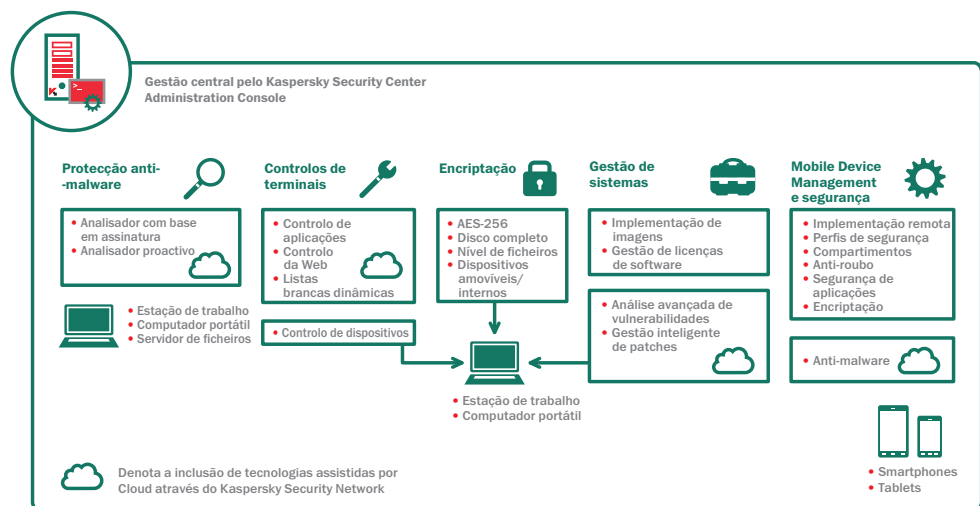 Gestão central pelo Kaspersky Security Center
Administration Console
Protecção anti-
-malware
• Analisador com base
em assinatura
• Analisador proactivo
• Estação de trabalho
• Computador portátil
• Servidor de ficheiros
Controlos de
terminais
• Controlo de
aplicações
• Controlo
da Web
• Listas
brancas dinâmicas
• Controlo de dispositivos
Encriptação
• AES-256
• Disco completo
• Nível de ficheiros
• Dispositivos
amovíveis/
internos
• Estação de trabalho
• Computador portátil
Gestão de
sistemas
• Implementação de
imagens
• Gestão de licenças
de software
• Análise avançada de
vulnerabilidades
• Gestão inteligente
de patches
Mobile Device
Management
e segurança
• Implementação remota
• Perfis de segurança
• Compartimentos
• Anti-roubo
• Segurança de
aplicações
• Encriptação
• Anti-malware
• Smartphones
• Tablets
Denota a inclusão de tecnologias assistidas por
Cloud através do Kaspersky Security Network